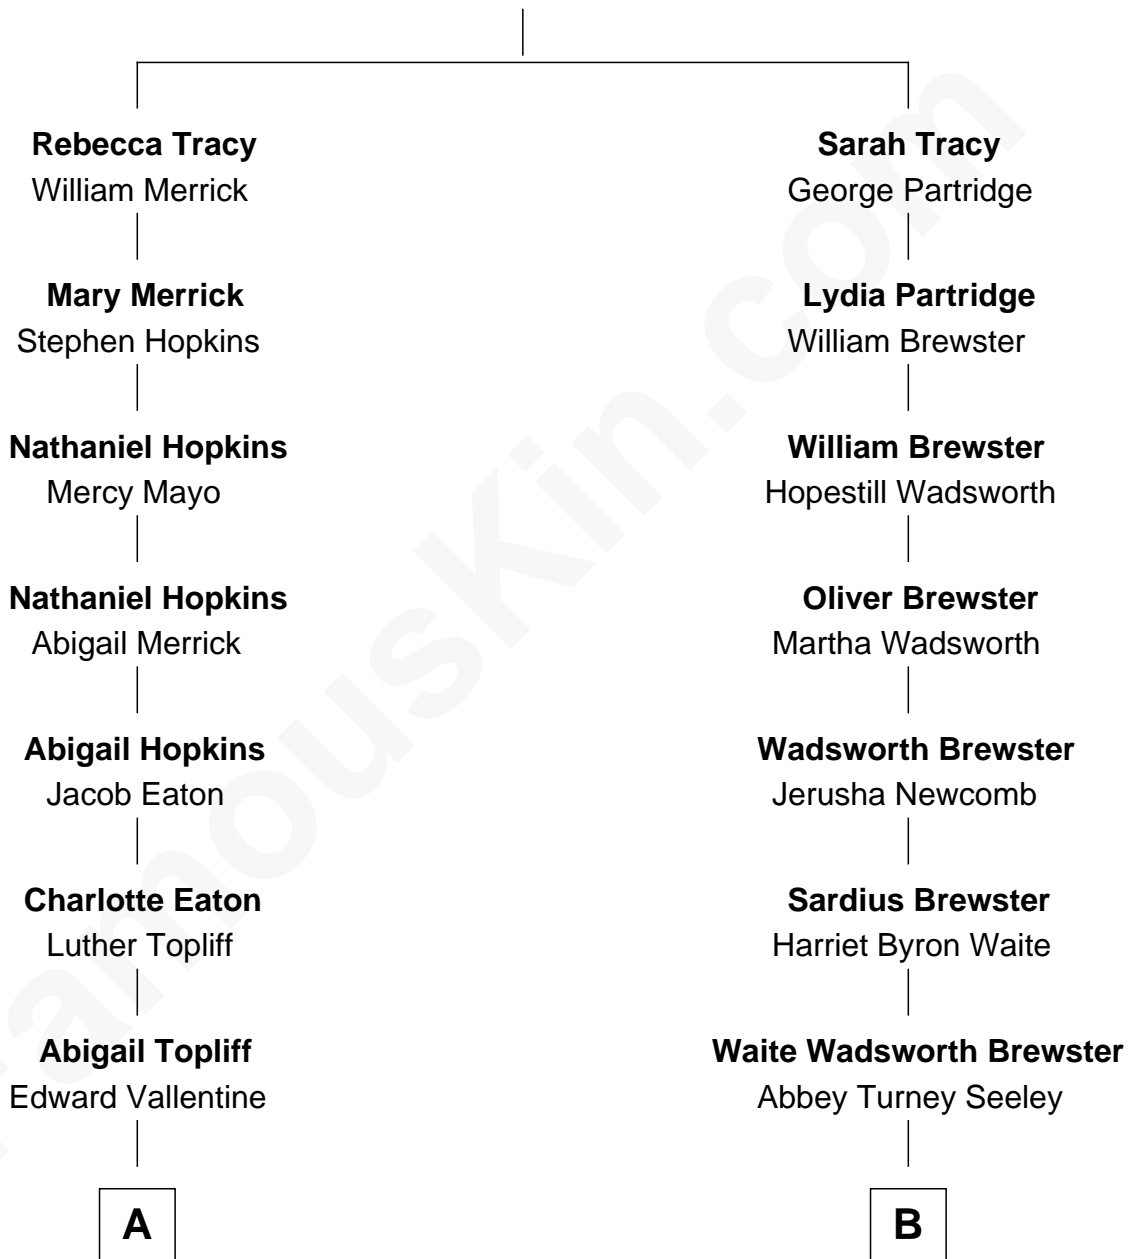 Rebecca Tracy
William Merrick
Mary Merrick
Stephen Hopkins
Nathaniel Hopkins
Mercy Mayo
Nathaniel Hopkins
Abigail Merrick
Abigail Hopkins
Jacob Eaton
Charlotte Eaton
Luther Topliff
Abigail Topliff
Edward Vallentine
A
Sarah Tracy
George Partridge
Lydia Partridge
William Brewster
William Brewster
Hopestill Wadsworth
Oliver Brewster
Martha Wadsworth
Wadsworth Brewster
Jerusha Newcomb
Sardius Brewster
Harriet Byron Waite
Waite Wadsworth Brewster
Abbey Turney Seeley
B
FamousKin.com